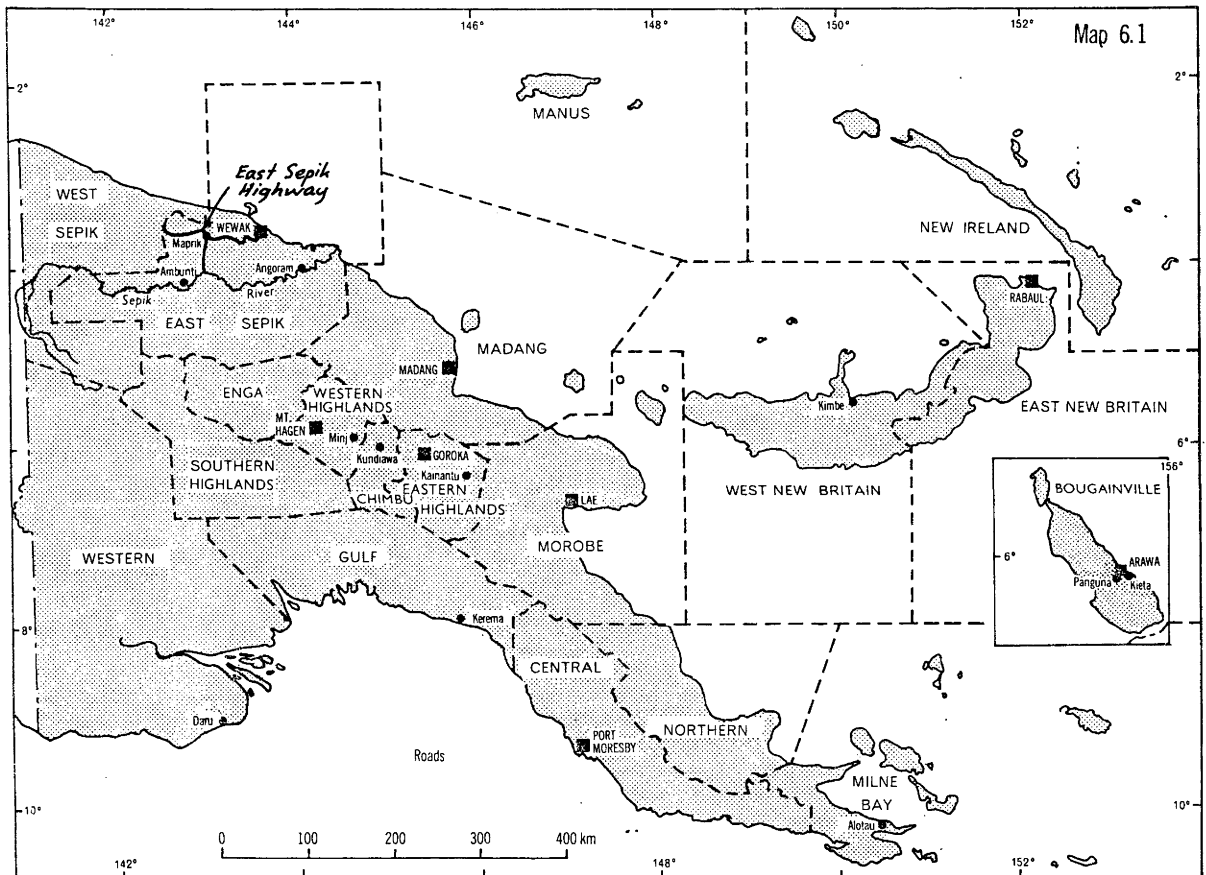 142°
144°
146°
148°
150°
152°
Map 6.1
2°
2°
MANUS
East Sepik
Highway
WEST
SEPIK
WEWAK
Maprik
NEW IRELAND
Ambunti
Angoram
Sepik
River
RABAUL
EAST
SEPIK
MADANG
MADANG
ENGA
WESTERN
HIGHLANDS
Kimbe
EAST NEW BRITAIN
MT.
HAGEN
Minj
Kundiawa
GOROKA
6°
SOUTHERN
HIGHLANDS
Kainantu
CHIMBU
EASTERN
HIGHLANDS
LAE
WEST NEW BRITAIN
156°
BOUGAINVILLE
6°
ARAWA
Panguna
Kieta
WESTERN
GULF
MOROBE
8°
Kerema
CENTRAL
Daru
NORTHERN
PORT
MORESBY
Roads
MILNE
BAY
10°
10°
Alotau
0 100 200 300 400 km
142°
148°
152°